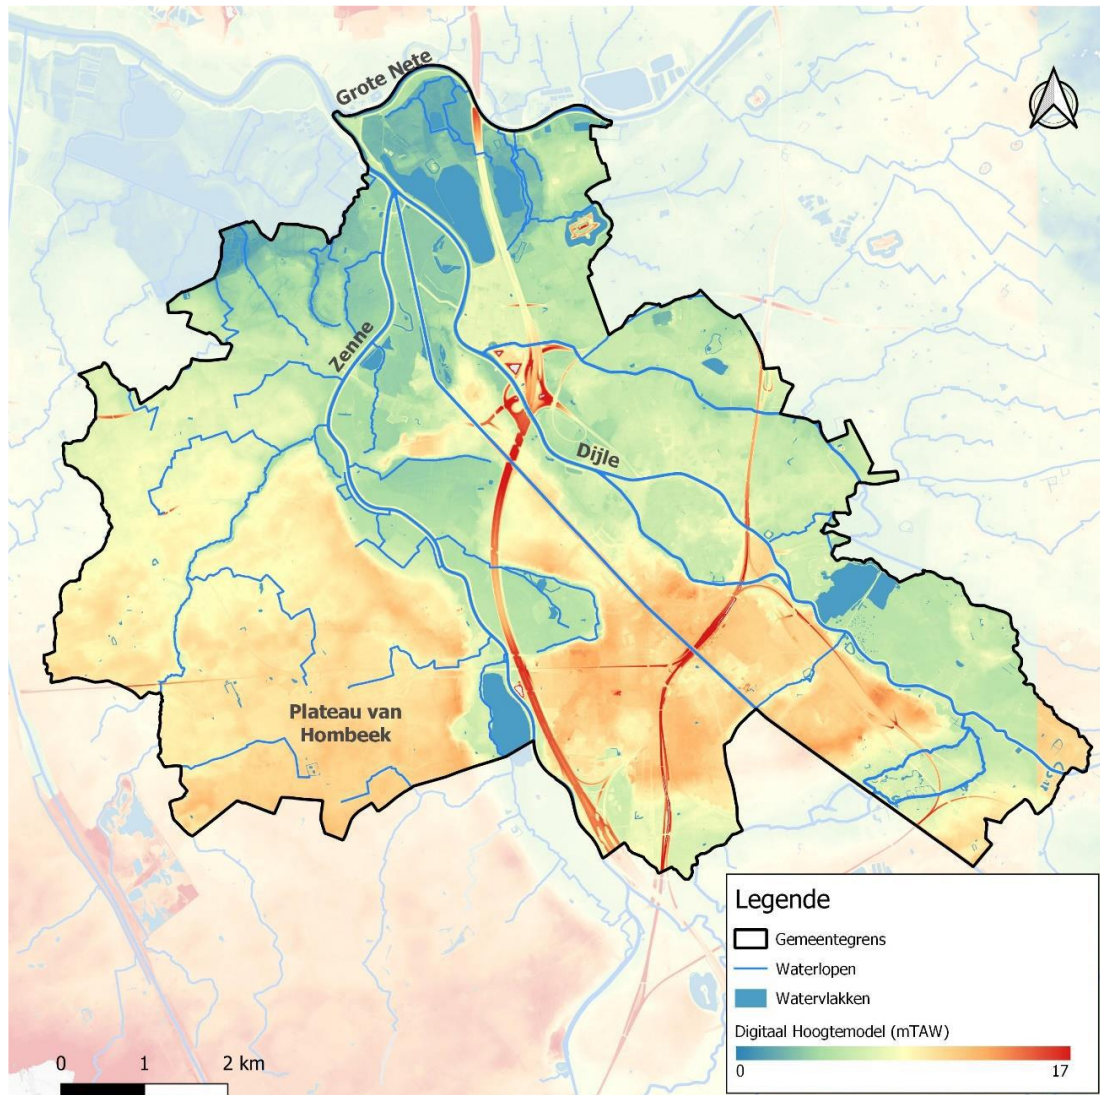 Grote Nete
Zenne
Dijle
Plateau van
Hombeek
Legende
Gemeentegrens
Waterlopen
Watervlakken
Digitaal Hoogtemodel (mTAW)
0 17
0 1 2 km